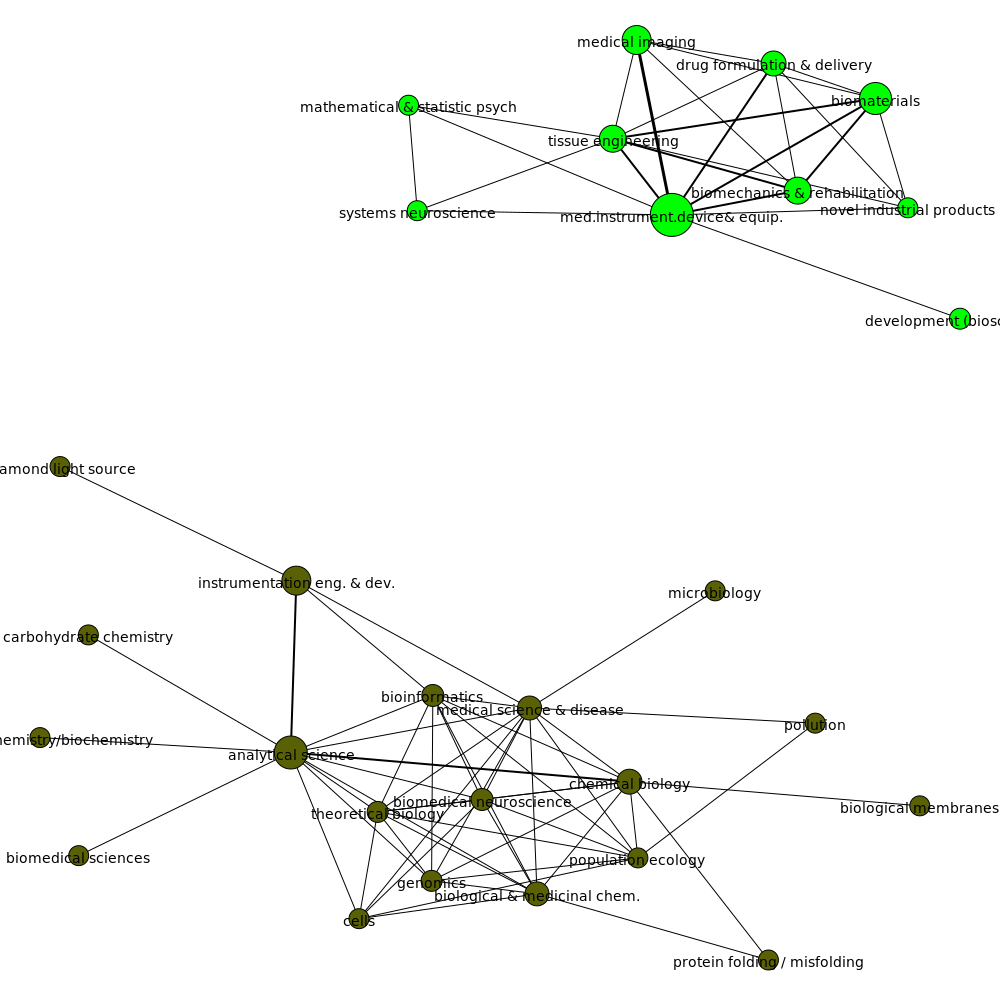 medical imaging
drug formulation & delivery
biomaterials
mathematical & statistic psych
tissue engineering
biomechanics & rehabilitation
systems neuroscience
med.instrument.device& equip.
novel industrial products
development (biosc
amond light source
instrumentation eng. & dev.
microbiology
carbohydrate chemistry
bioinformatics
medical science & disease
pollution
hemistry/biochemistry
analytical science
chemical biology
biomedical neuroscience
biological membranes
theoretical biology
biomedical sciences
population ecology
genomics
biological & medicinal chem.
cells
protein folding / misfolding